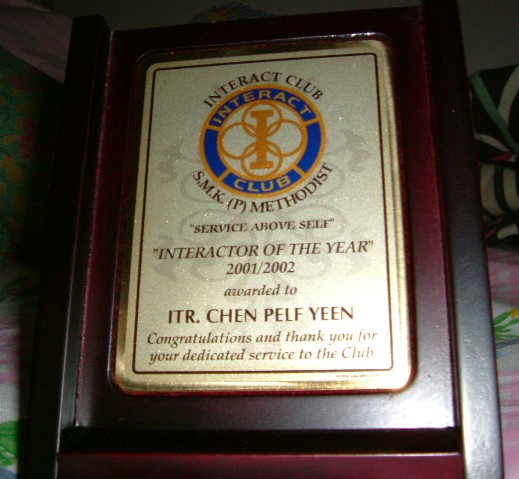 INTERACT CLUB
INTERACT
I
CLUB
S.M.K. (P) METHODIST
"SERVICE ABOVE SELF"
"INTERACTOR OF THE YEAR"
2001/2002
awarded to
ITR. CHEN PELF YEEN
Congratulations and thank you for
your dedicated service to the Club